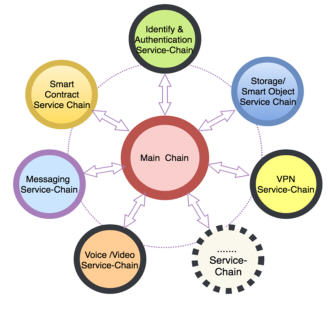 Identify &
Authentication
Service-Chain
Smart
Contract
Service Chain
Storage/
Smart Object
Service Chain
Main Chain
Messaging
Service-Chain
VPN
Service-Chain
Voice /Video
Service-Chain
........
Service-
Chain